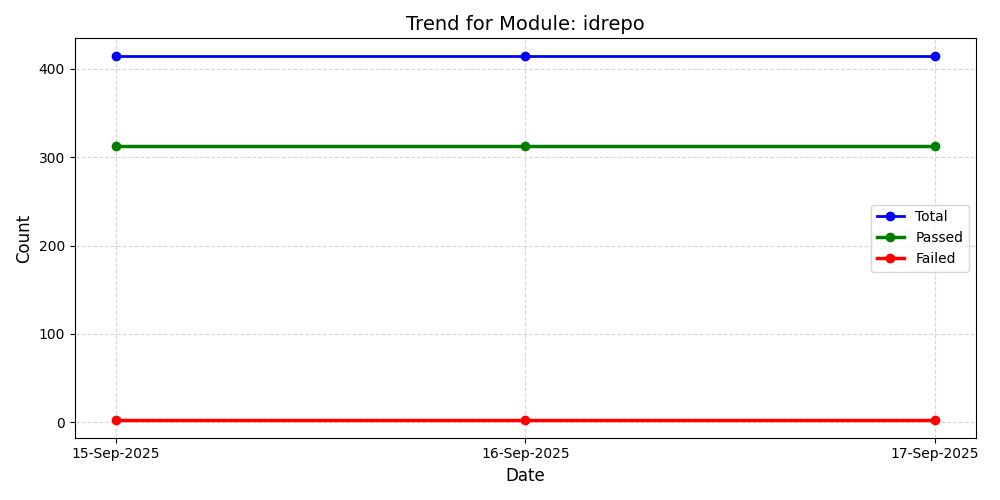 Trend for Module: idrepo
Count
400
300
200
100
0
Total
Passed
Failed
15-Sep-2025
16-Sep-2025
17-Sep-2025
Date